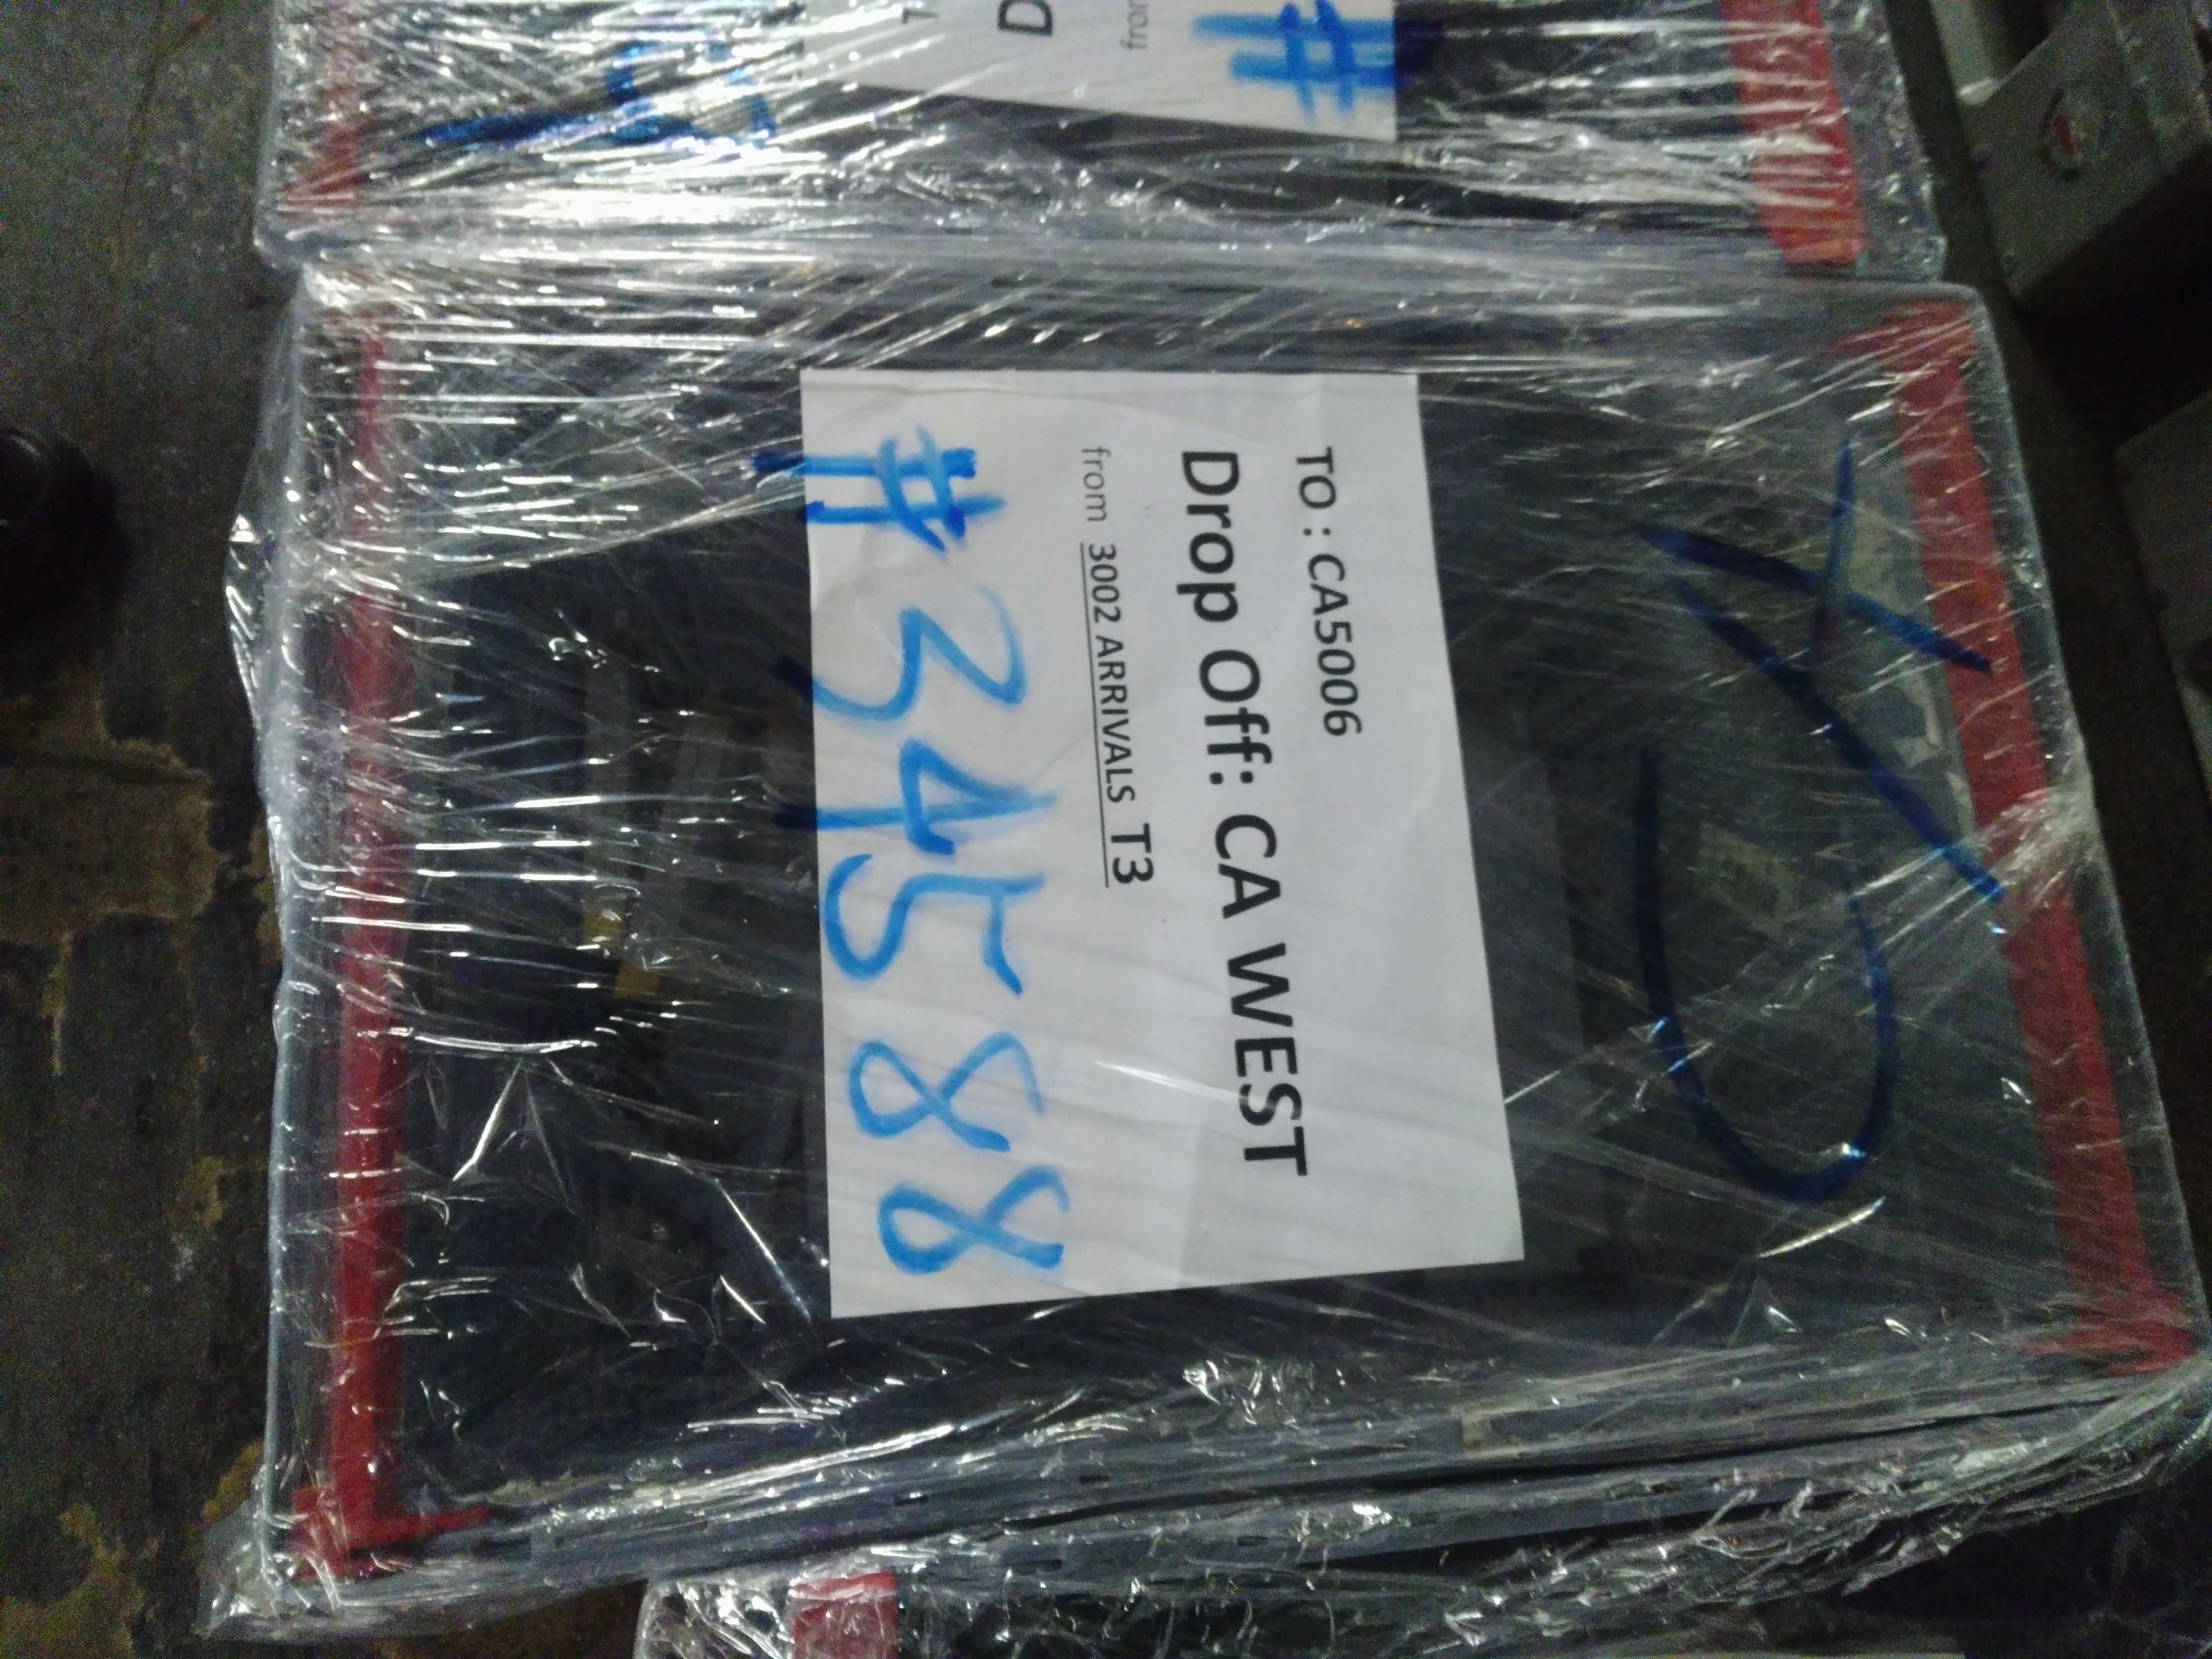 TO : CA5006
Drop Off: CA WEST
from 3002 ARRIVALS T3
#34588